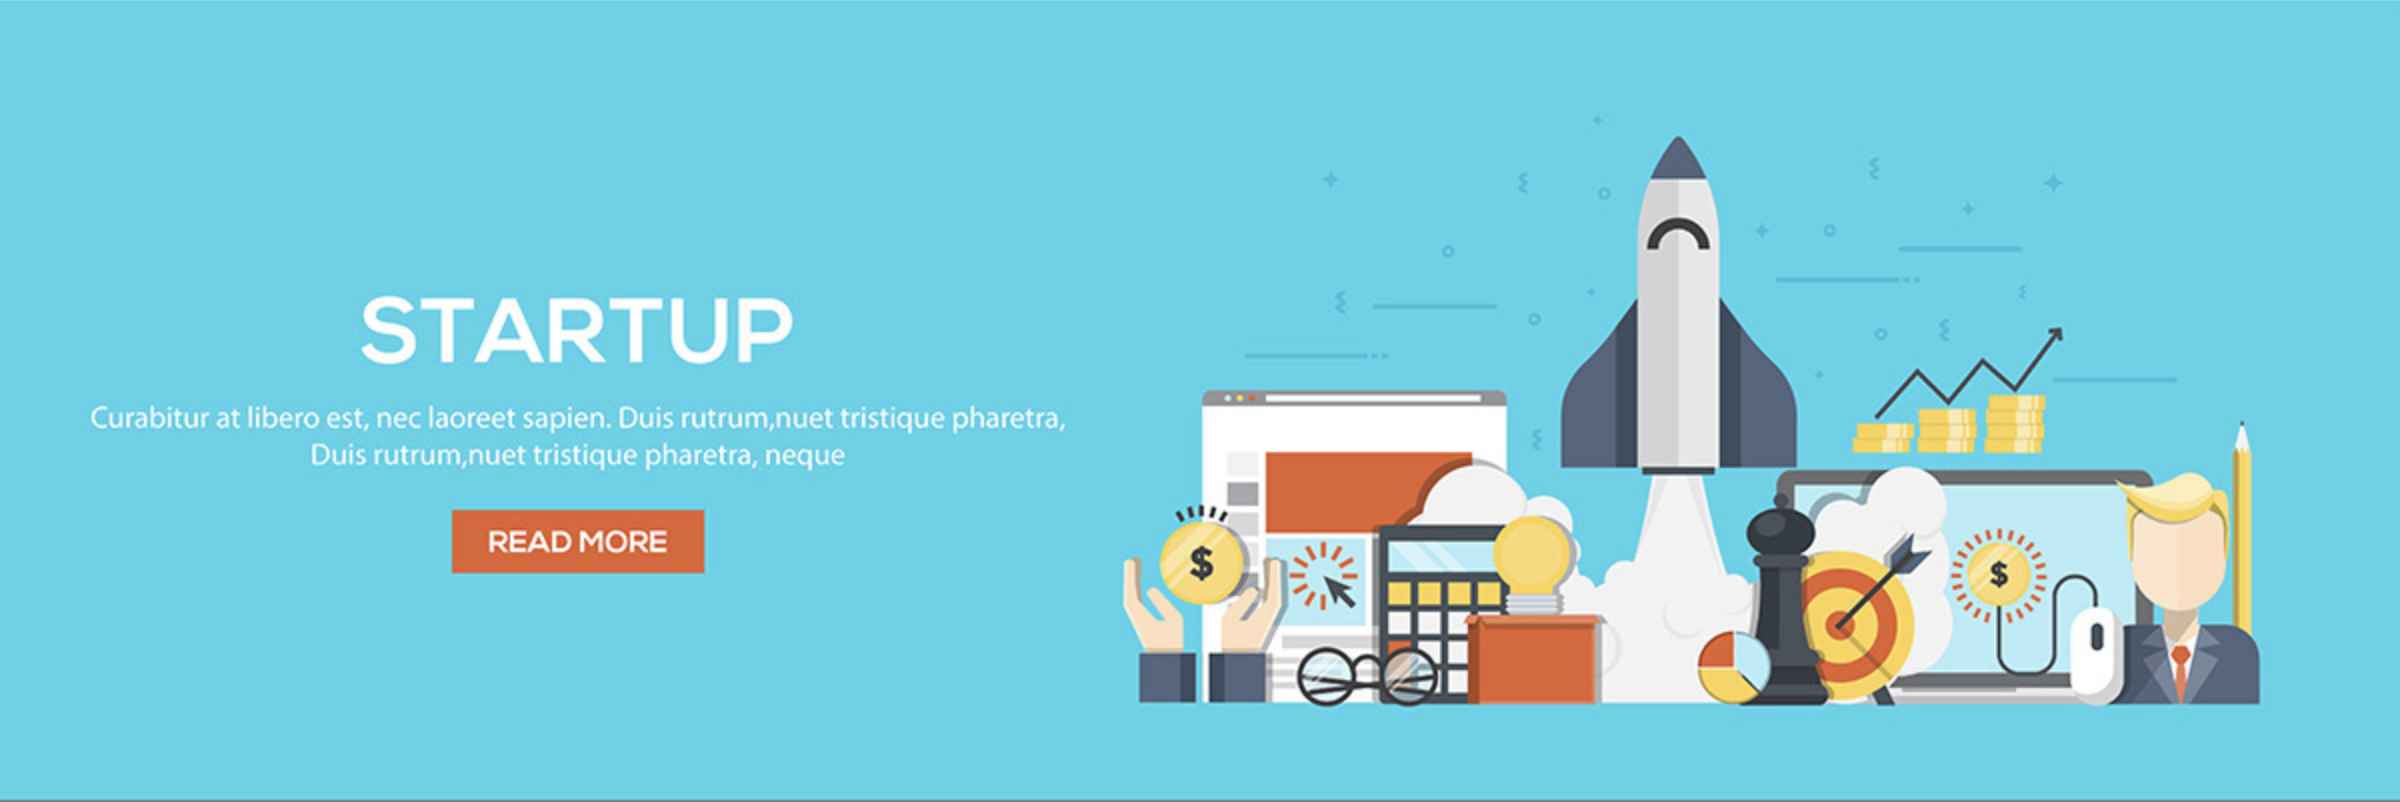 STARTUP
Curabitur at libero est, nec laoreet sapien. Duis rutrum,nuet tristique pharetra,
Duis rutrum,nuet tristique pharetra, neque
READ MORE
$
$